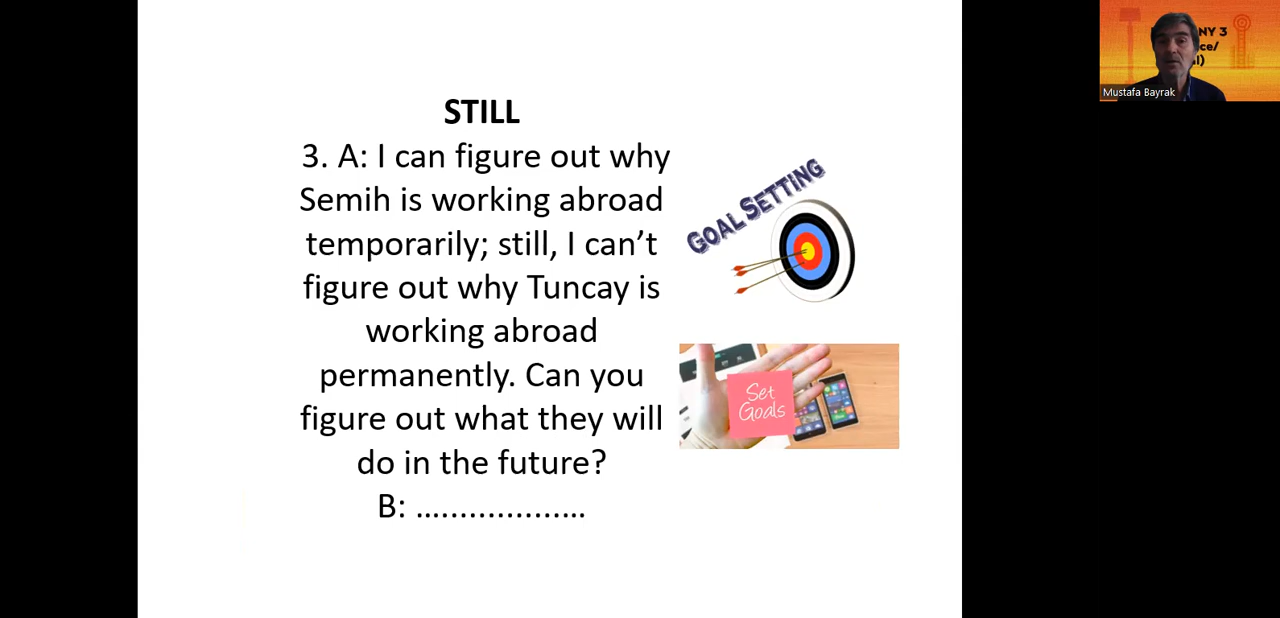 STILL
3. A: I can figure out why
Semih is working abroad
temporarily; still, I can’t
figure out why Tuncay is
working abroad
permanently. Can you
figure out what they will
do in the future?
B: ...................
GOAL SETTING
Set
Goals
NY 3
Mustafa Bayrak